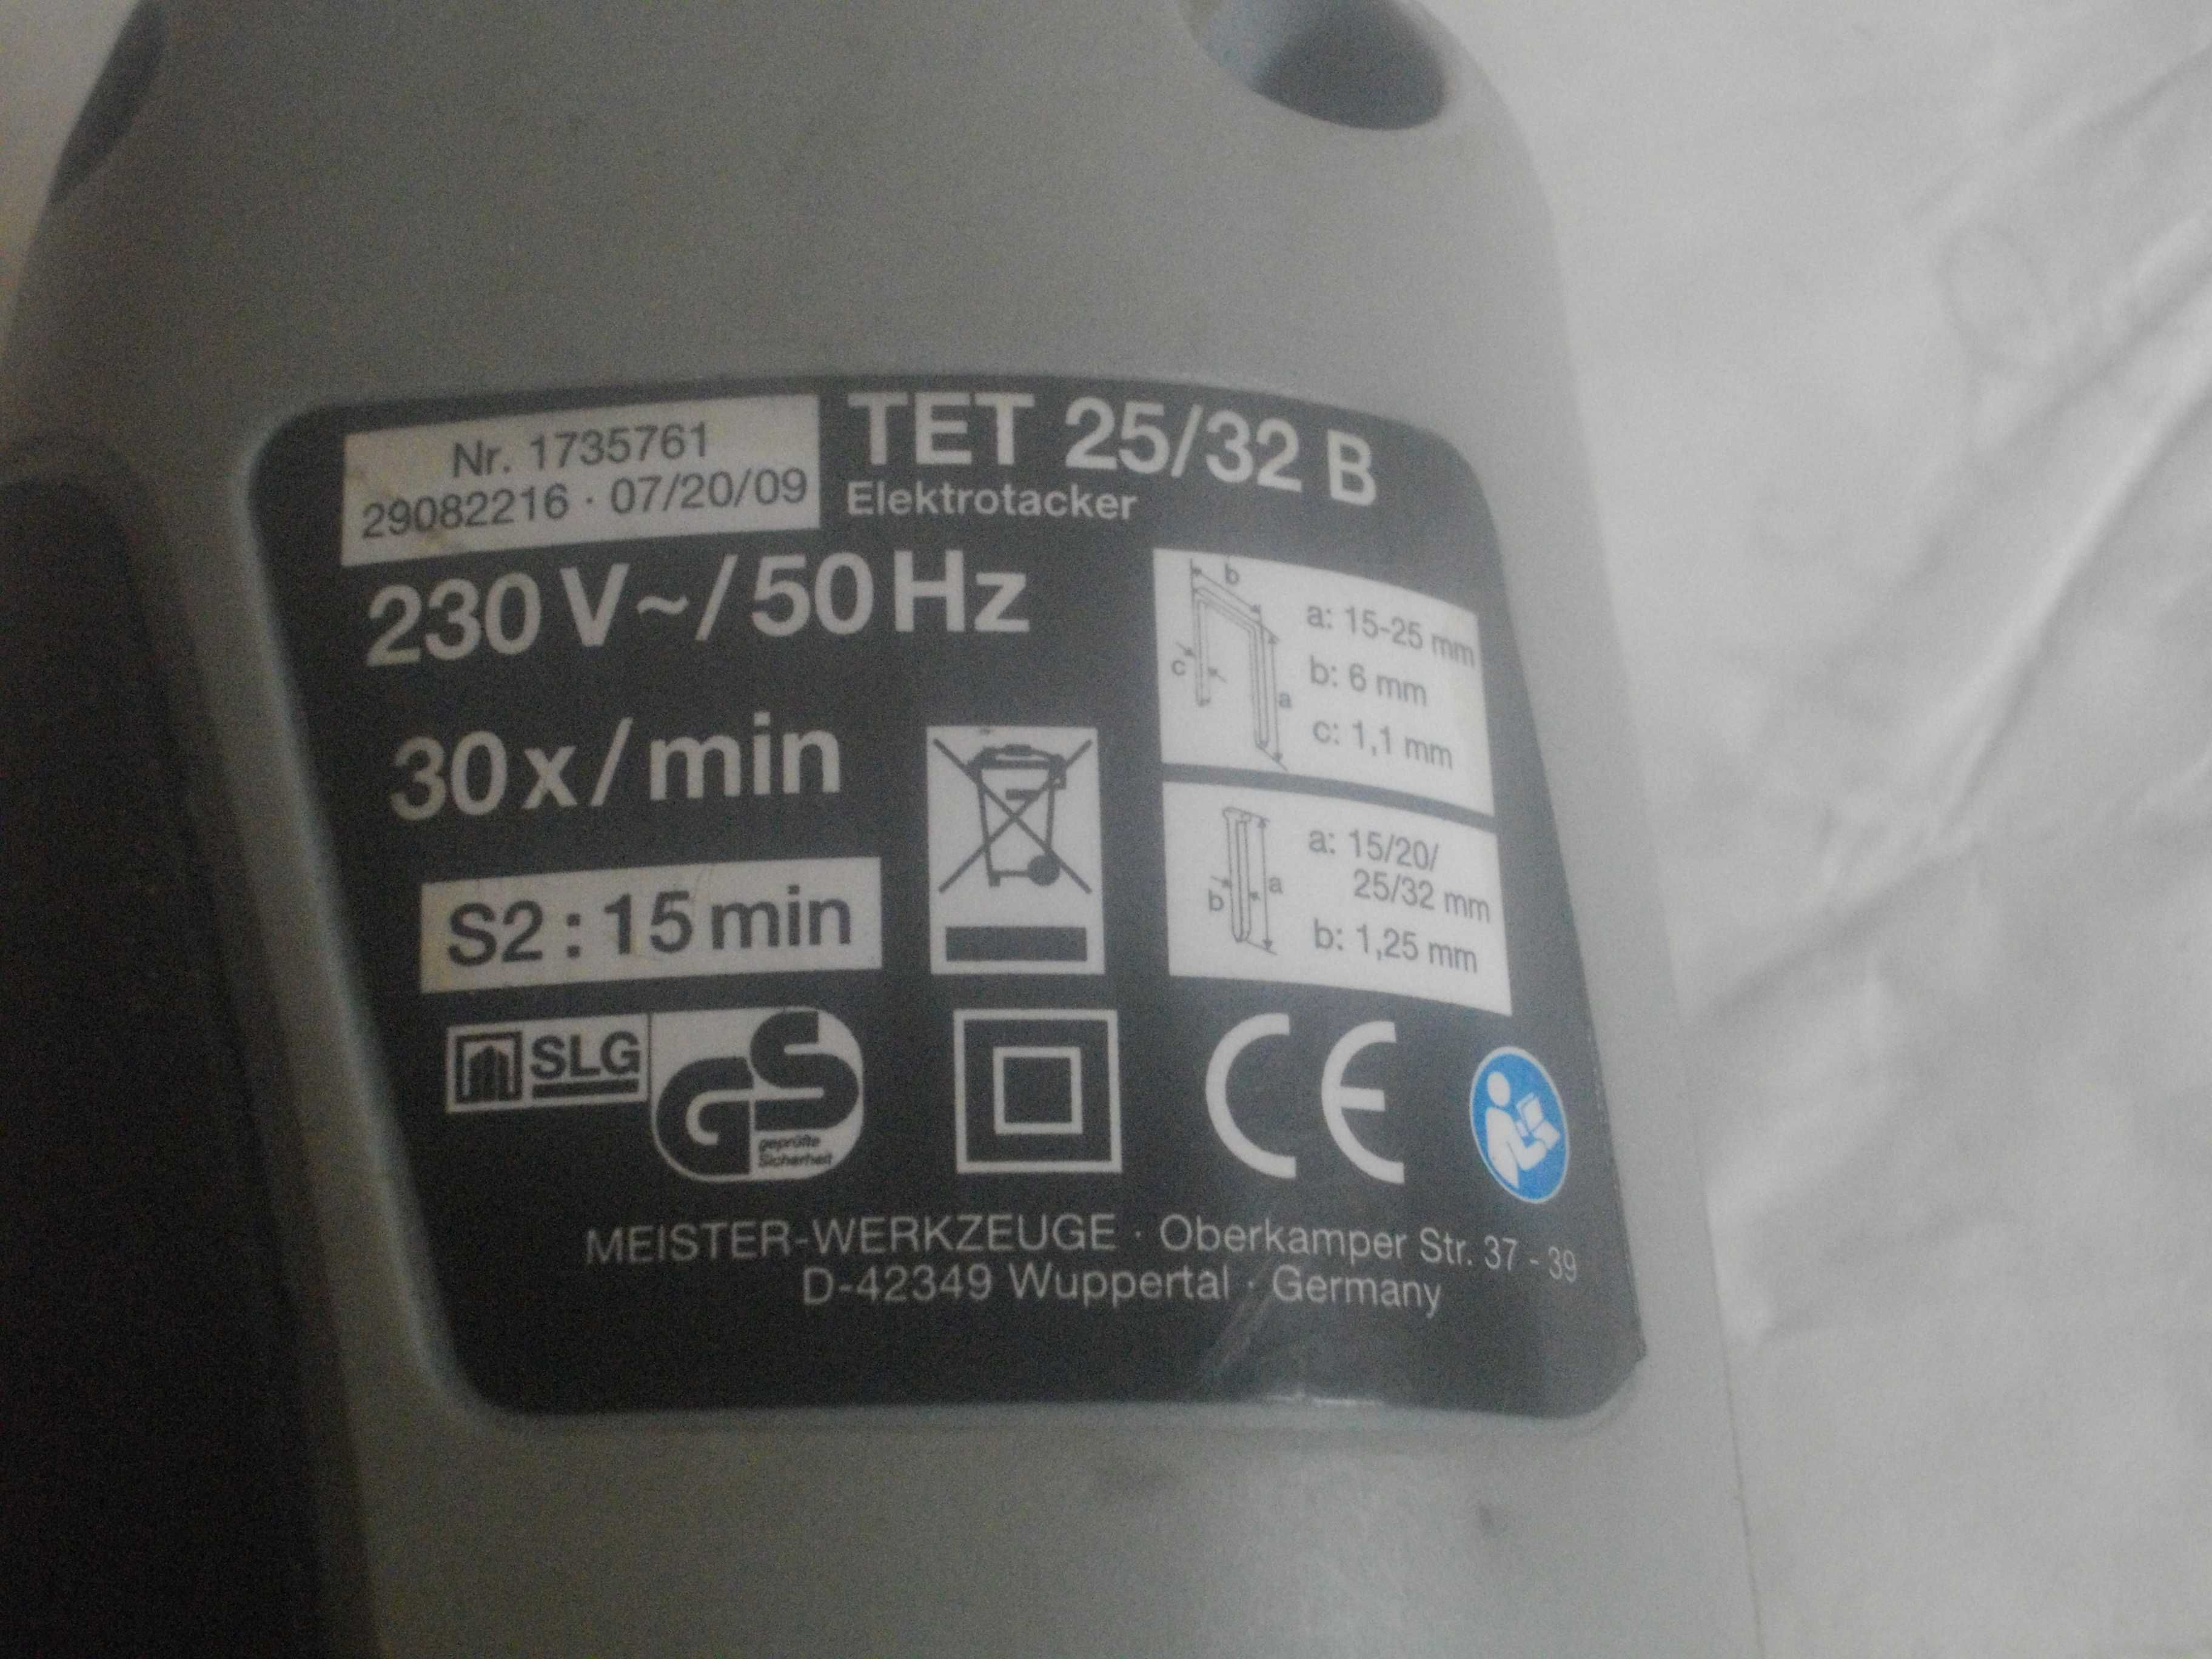 Nr. 1735761
29082216 · 07/20/09
TET 25/32 B
Elektrotacker
230 V~/ 50 Hz
30 x / min
S2 : 15 min
b
c
a
a: 15-25 mm
b: 6 mm
c: 1,1 mm
b
a
a: 15/20/
25/32 mm
b: 1,25 mm
SLG
GS
geprüfte
Sicherheit
CE
MEISTER-WERKZEUGE · Oberkamper Str. 37 - 39
D-42349 Wuppertal · Germany